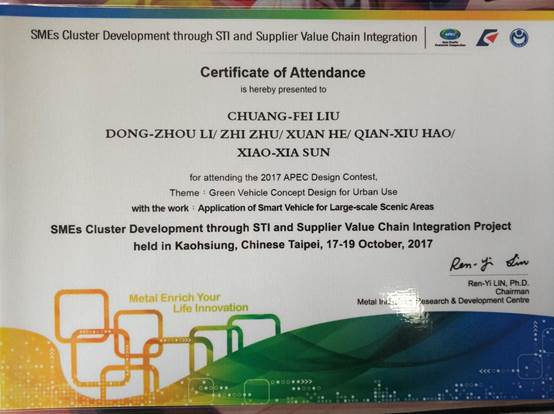 SMEs Cluster Development through STI and Supplier Value Chain Integration
APEC
Certificate of Attendance
is hereby presented to
CHUANG-FEI LIU
DONG-ZHOU LI/ ZHI ZHU/ XUAN HE/ QIAN-XIU HAO/
XIAO-XIA SUN
for attending the 2017 APEC Design Contest,
Theme：Green Vehicle Concept Design for Urban Use
with the work：Application of Smart Vehicle for Large-scale Scenic Areas
SMEs Cluster Development through STI and Supplier Value Chain Integration Project
held in Kaohsiung, Chinese Taipei, 17-19 October, 2017
Ren-Yi Lin
Ren-Yi LIN, Ph.D.
Chairman
Metal Research & Development Centre
Metal Enrich Your
Life Innovation